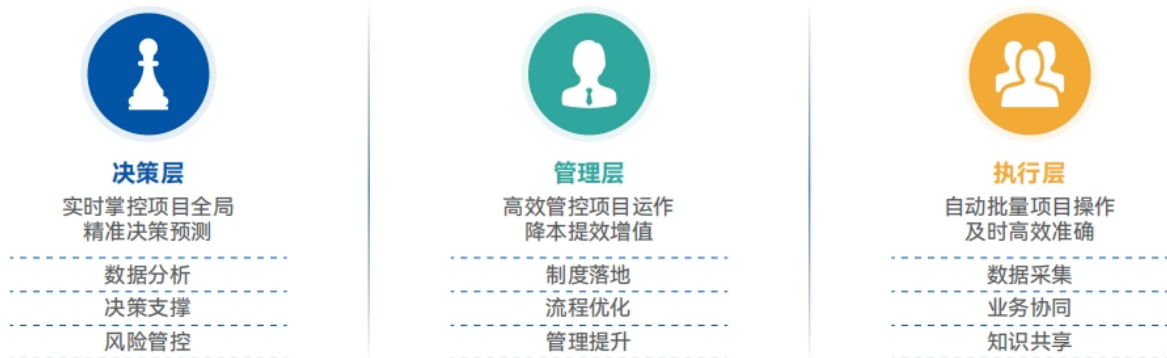 决策层
实时掌控项目全局
精准决策预测
数据分析
决策支撑
风险管控
管理层
高效管控项目运作
降本提效增值
制度落地
流程优化
管理提升
执行层
自动批量项目操作
及时高效准确
数据采集
业务协同
知识共享